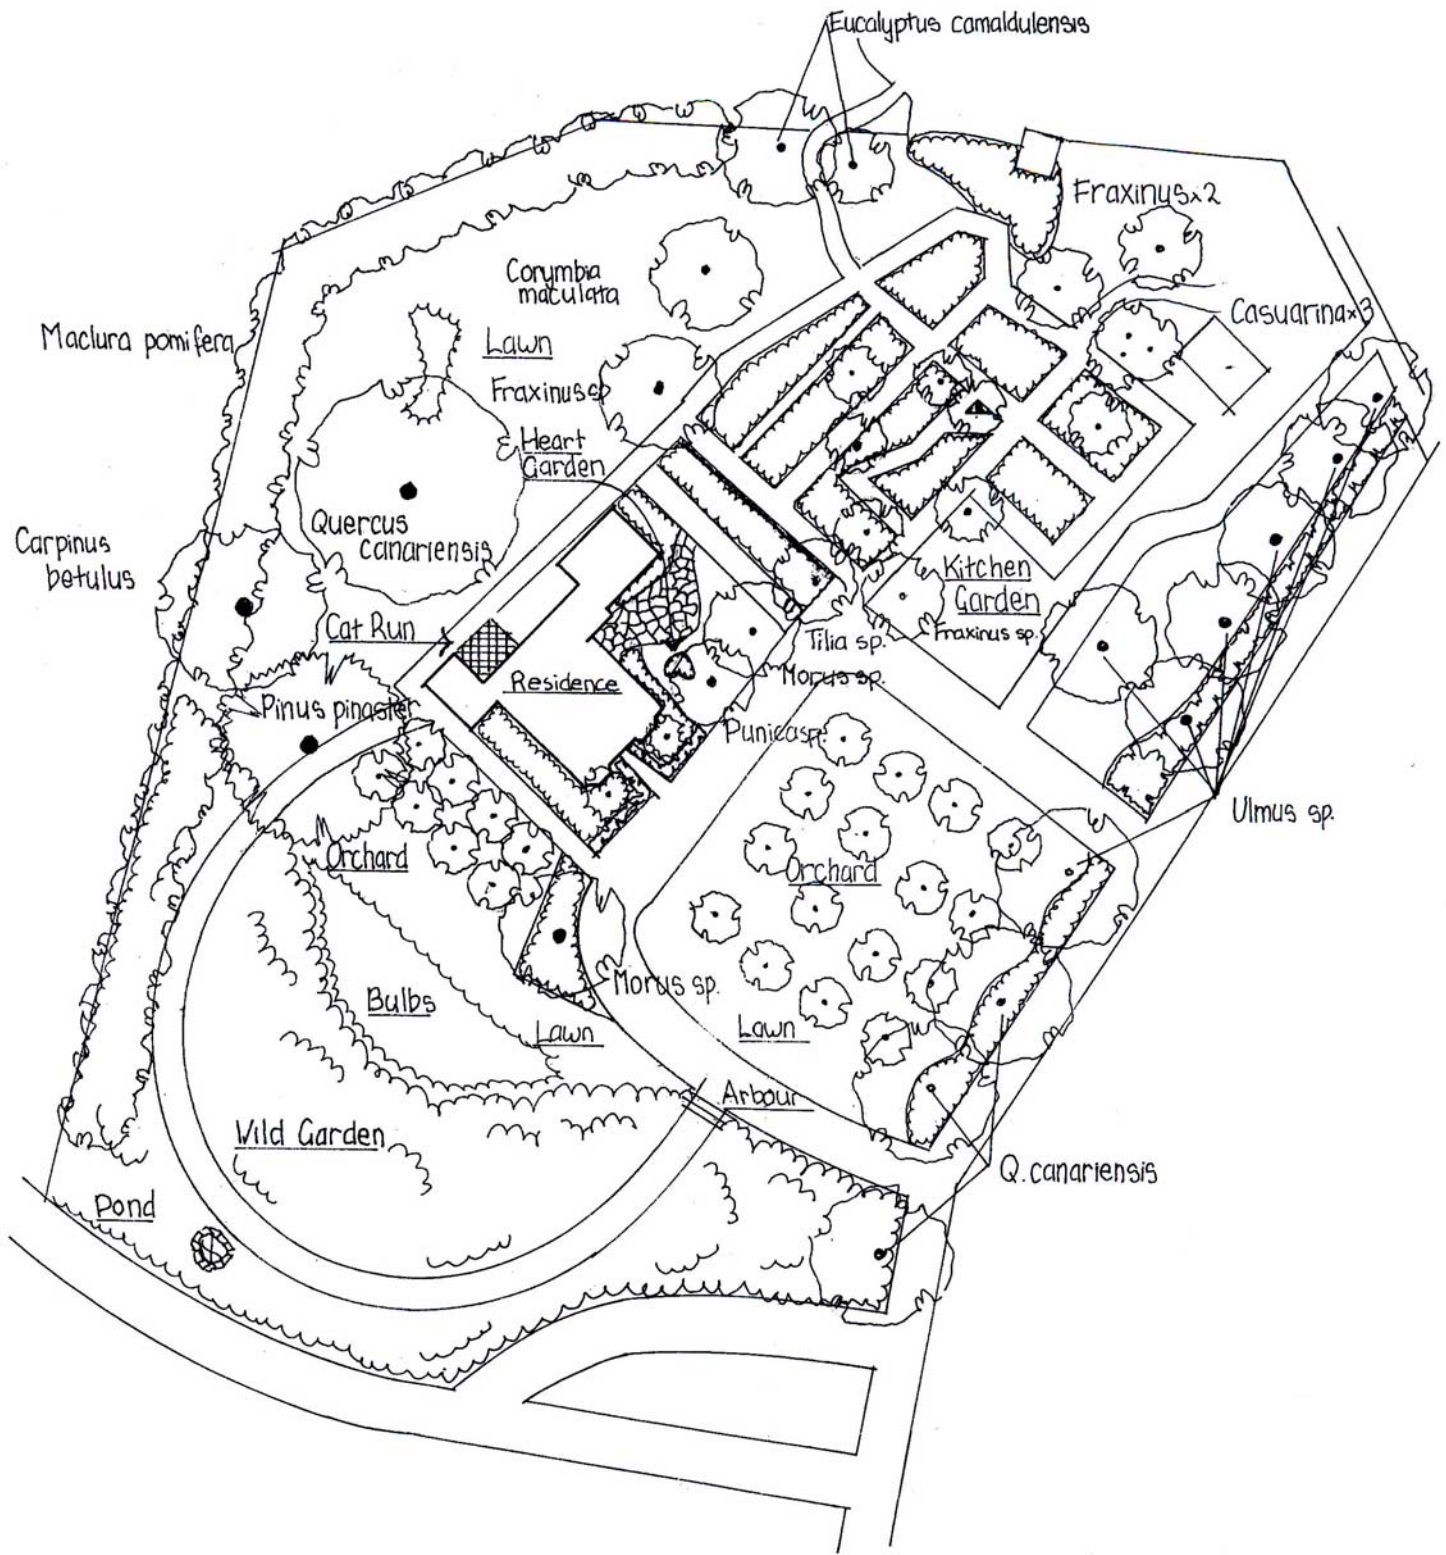 Eucalyptus camaldulensis
Fraxinus x2
Corymbia
maculata
Casuarina x3
Maclura pomifera
Lawn
Fraxinus sp
Heart
Garden
Quercus
canariensis
Carpinus
betulus
Kitchen
Garden
Cat Run
Tilia sp.
Fraxinus sp.
Residence
Morus sp.
Pinus pinaster
Punica sp.
Ulmus sp.
Orchard
Orchard
Morus sp.
Bulbs
Lawn
Lawn
Arbour
Wild Garden
Q. canariensis
Pond